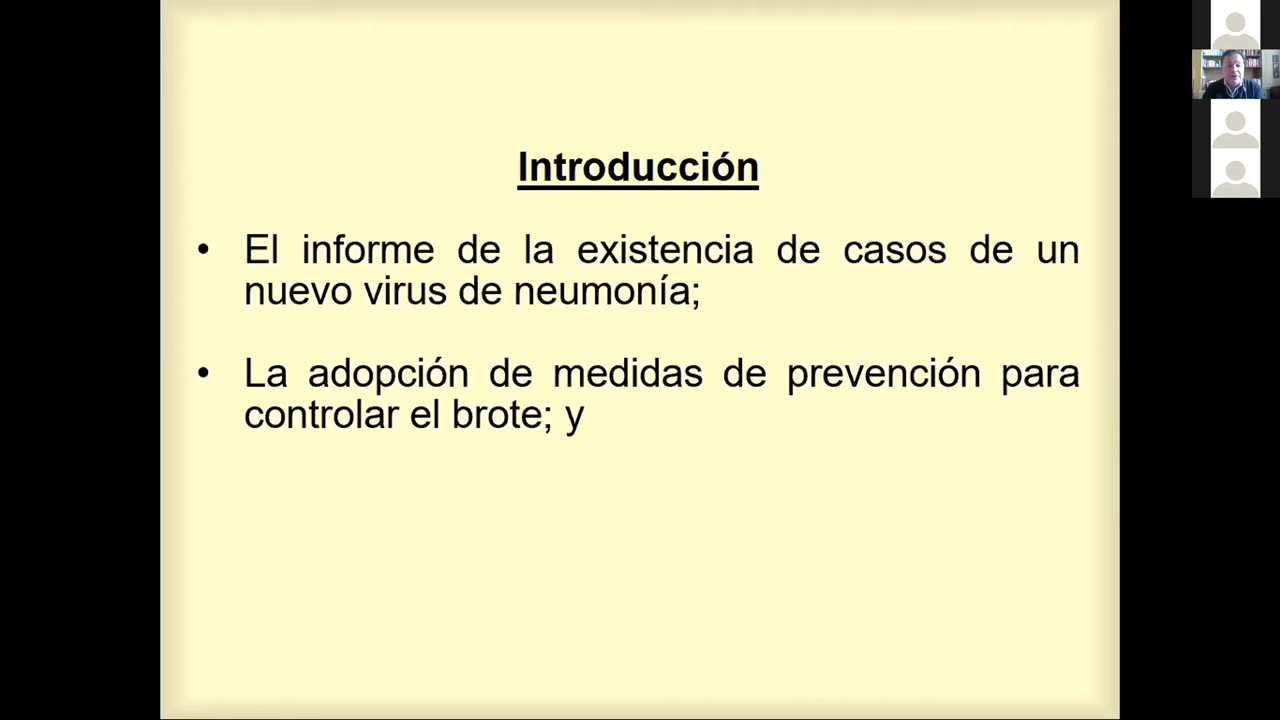 Introducción
• El informe de la existencia de casos de un
nuevo virus de neumonía;
• La adopción de medidas de prevención para
controlar el brote; y